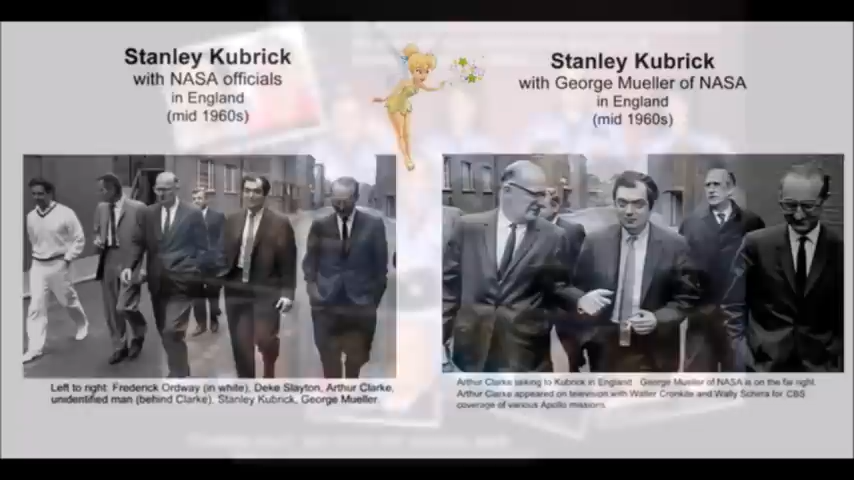 Stanley Kubrick
with NASA officials
in England
(mid 1960s)
Left to right: Frederick Ordway (in white), Deke Slayton, Arthur Clarke,
unidentified man (behind Clarke), Stanley Kubrick, George Mueller.
Stanley Kubrick
with George Mueller of NASA
in England
(mid 1960s)
Arthur Clarke talking to Kubrick in England. George Mueller of NASA is on the far right.
Arthur Clarke appeared on television with Walter Cronkite and Wally Schirra for CBS
coverage of various Apollo missions.